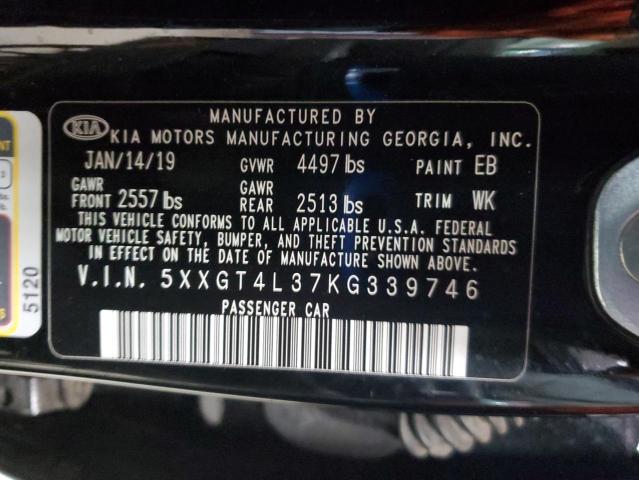 MANUFACTURED BY
KIA KIA MOTORS MANUFACTURING GEORGIA, INC.
JAN/14/19 GVWR 4497 lbs PAINT EB
GAWR FRONT 2557 lbs GAWR REAR 2513 lbs TRIM WK
THIS VEHICLE CONFORMS TO ALL APPLICABLE U.S.A. FEDERAL
MOTOR VEHICLE SAFETY, BUMPER, AND THEFT PREVENTION STANDARDS
IN EFFECT ON THE DATE OF MANUFACTURE SHOWN ABOVE.
V.I.N. 5XXGT4L37KG339746
PASSENGER CAR
5120